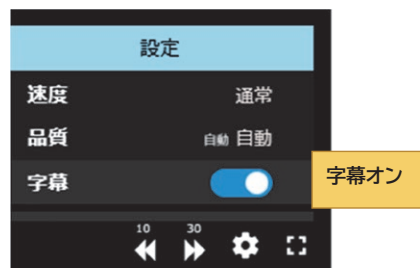 設定
速度 通常
品質 自動 自動
字幕
字幕オン
10 30